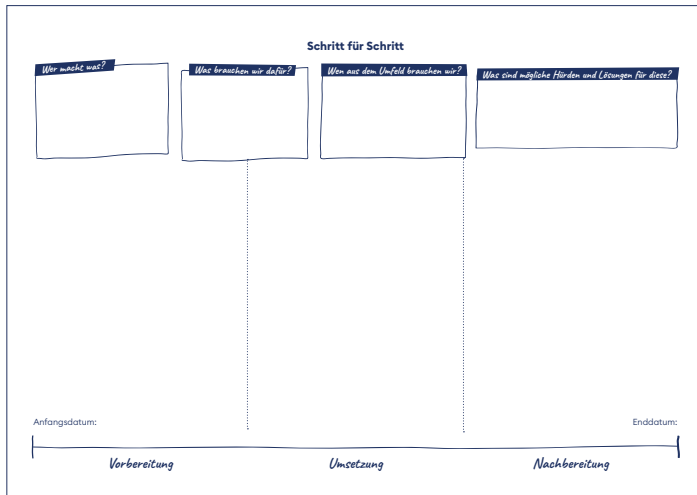 Schritt für Schritt
Wer macht was?
Was brauchen wir dafür?
Wen aus dem Umfeld brauchen wir?
Was sind mögliche Hürden und Lösungen für diese?
Anfangsdatum:
Enddatum:
Vorbereitung
Umsetzung
Nachbereitung